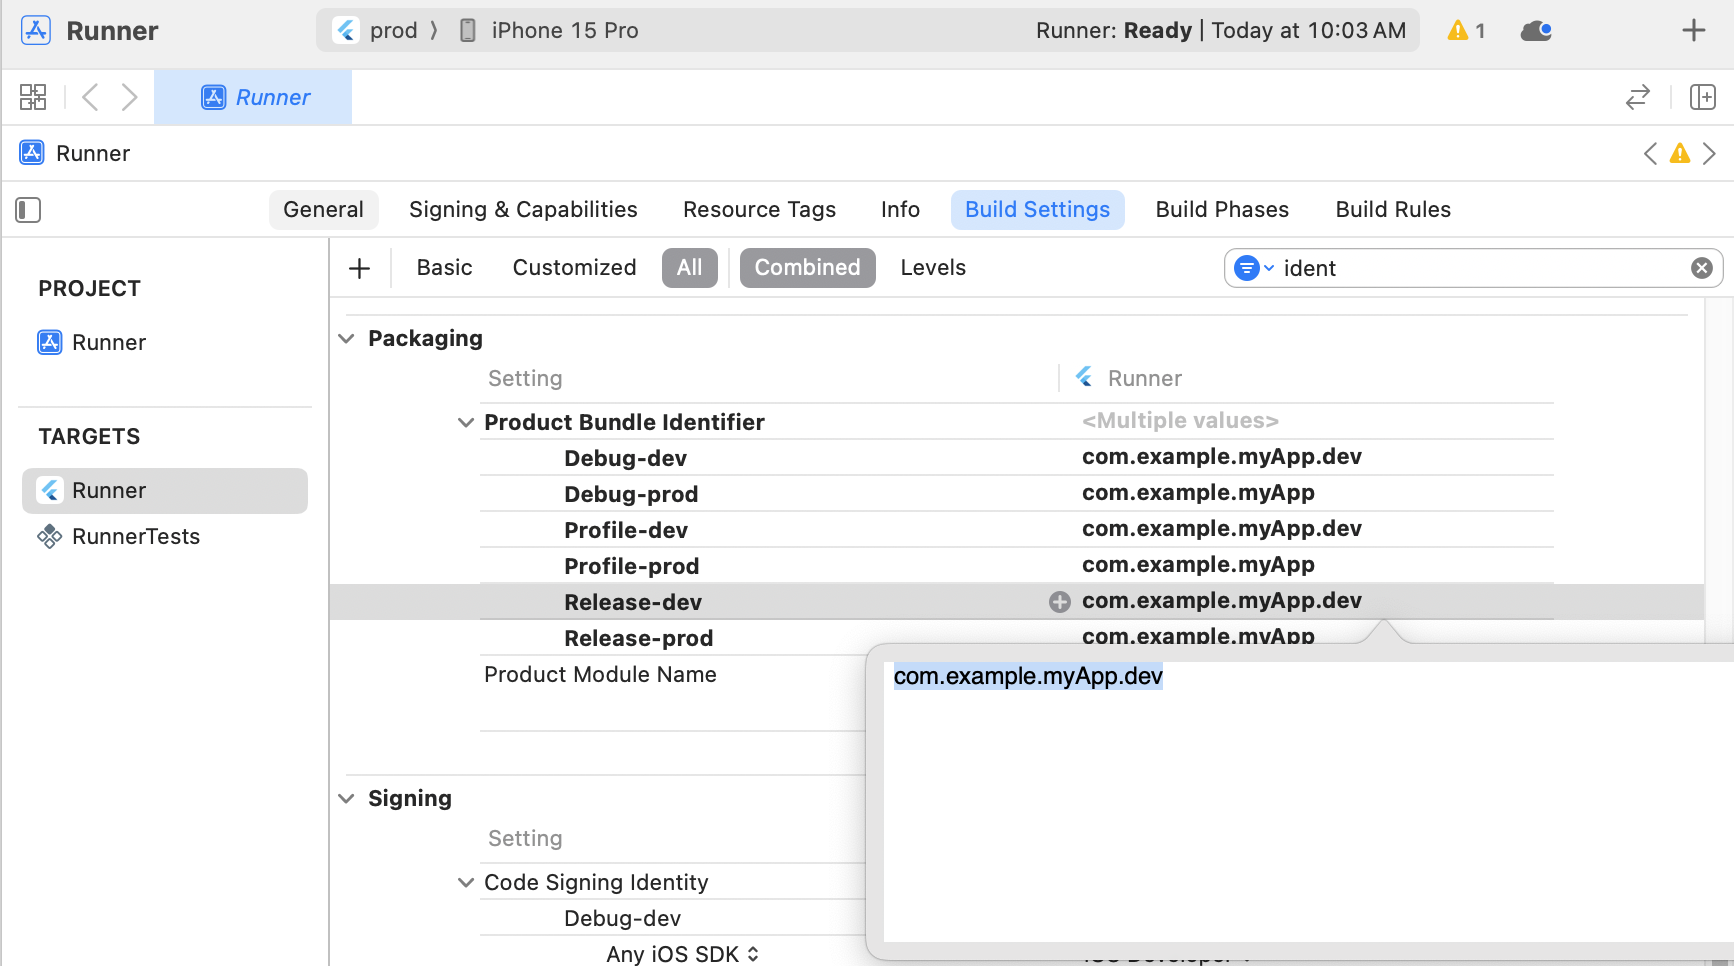 Runner
prod ⟩ iPhone 15 Pro
Runner: Ready | Today at 10:03 AM
1
Runner
Runner
General Signing & Capabilities Resource Tags Info Build Settings Build Phases Build Rules
Basic Customized All Combined Levels
ident
PROJECT
Runner
TARGETS
Runner
RunnerTests
Packaging
Setting Runner
Product Bundle Identifier <Multiple values>
Debug-dev com.example.myApp.dev
Debug-prod com.example.myApp
Profile-dev com.example.myApp.dev
Profile-prod com.example.myApp
Release-dev com.example.myApp.dev
Release-prod com.example.myApp
Product Module Name
com.example.myApp.dev
Signing
Setting
Code Signing Identity
Debug-dev
Any iOS SDK iOS Developer